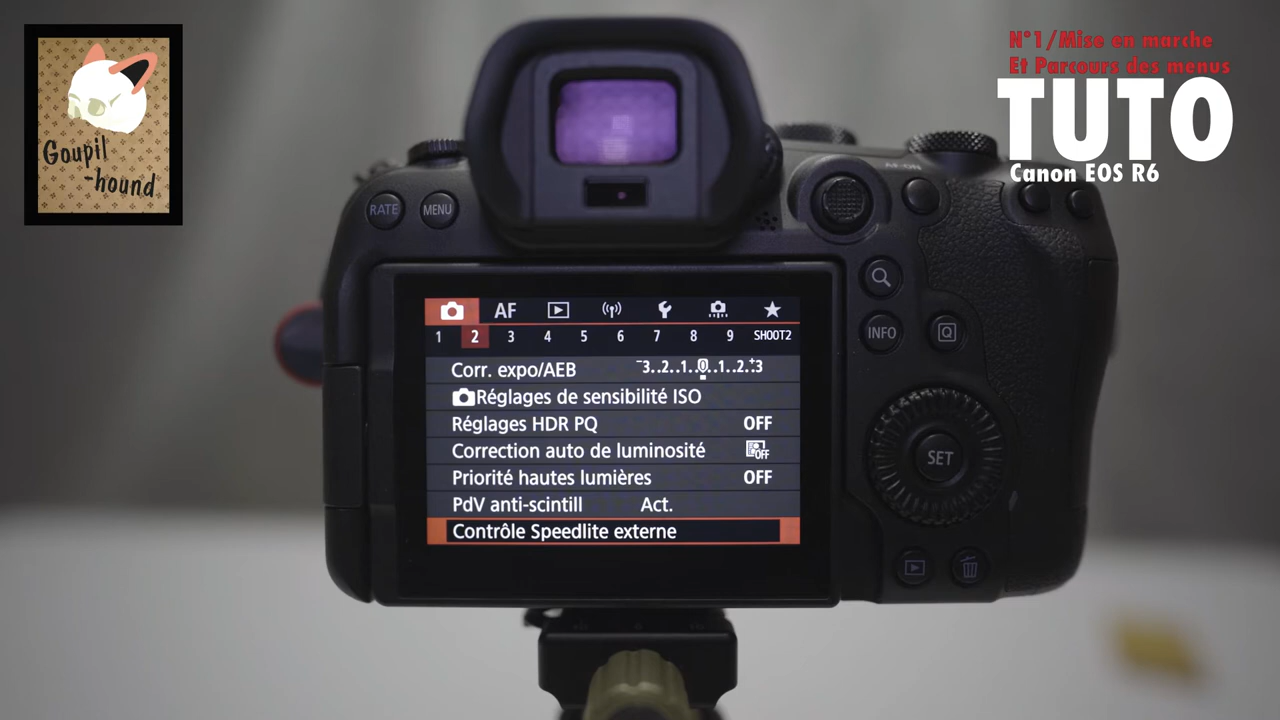 Goupil
-hound
N°1/Mise en marche
Et Parcours des menus
TUTO
Canon EOS R6
RATE
MENU
AF-ON
INFO
Q
SET
AF
1 2 3 4 5 6 7 8 9 SHOOT2
Corr. expo/AEB -3..2..1..0..1..2..+3
Réglages de sensibilité ISO
Réglages HDR PQ OFF
Correction auto de luminosité OFF
Priorité hautes lumières OFF
PdV anti-scintill Act.
Contrôle Speedlite externe